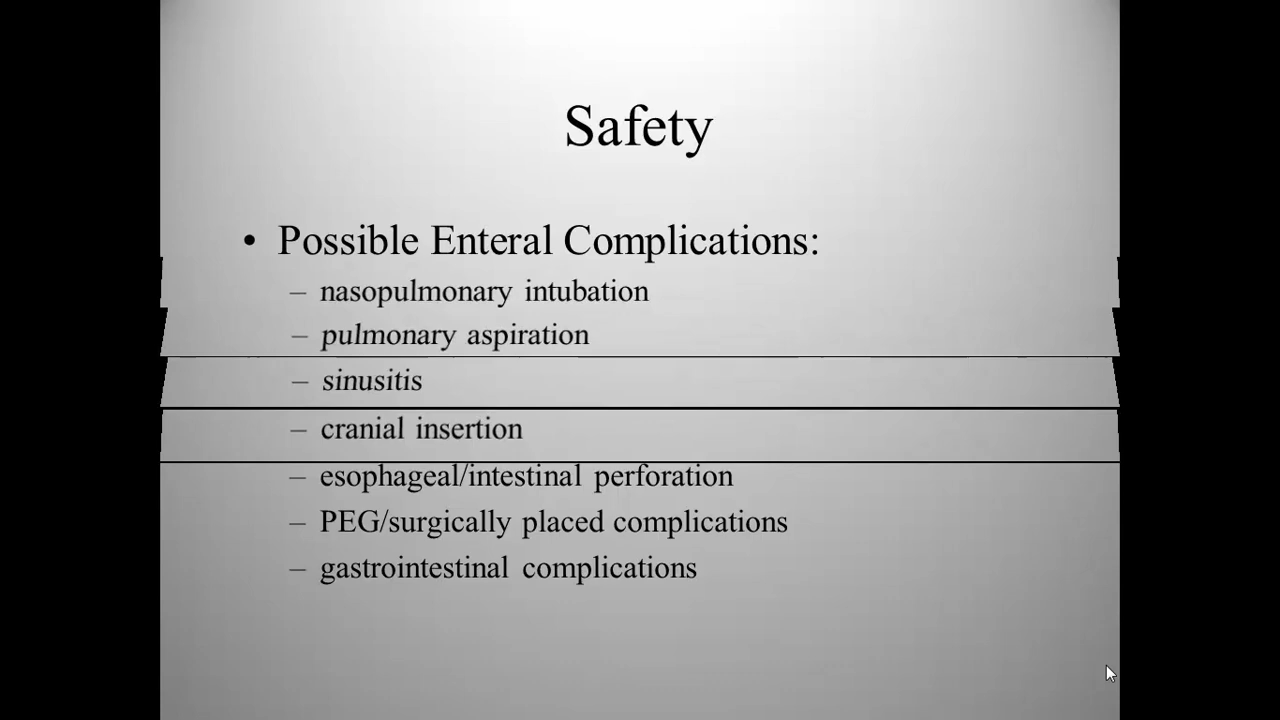 Safety
• Possible Enteral Complications:
– nasopulmonary intubation
– pulmonary aspiration
– sinusitis
– cranial insertion
– esophageal/intestinal perforation
– PEG/surgically placed complications
– gastrointestinal complications